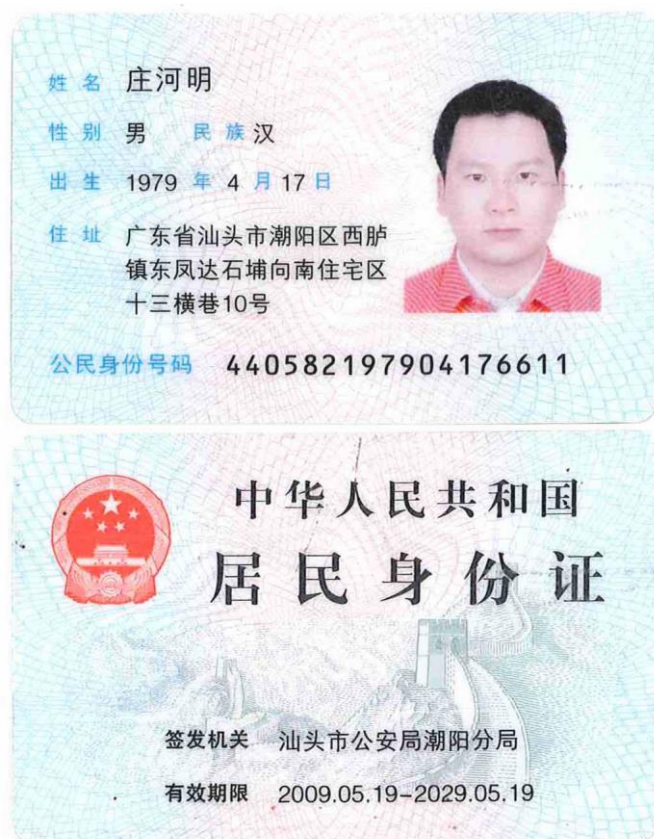 姓名 庄河明
性别 男 民族 汉
出生 1979 年 4 月 17 日
住址 广东省汕头市潮阳区西胪
镇东凤达石埔向南住宅区
十三横巷10号
公民身份号码 440582197904176611
中华人民共和国
居民身份证
签发机关 汕头市公安局潮阳分局
有效期限 2009.05.19-2029.05.19